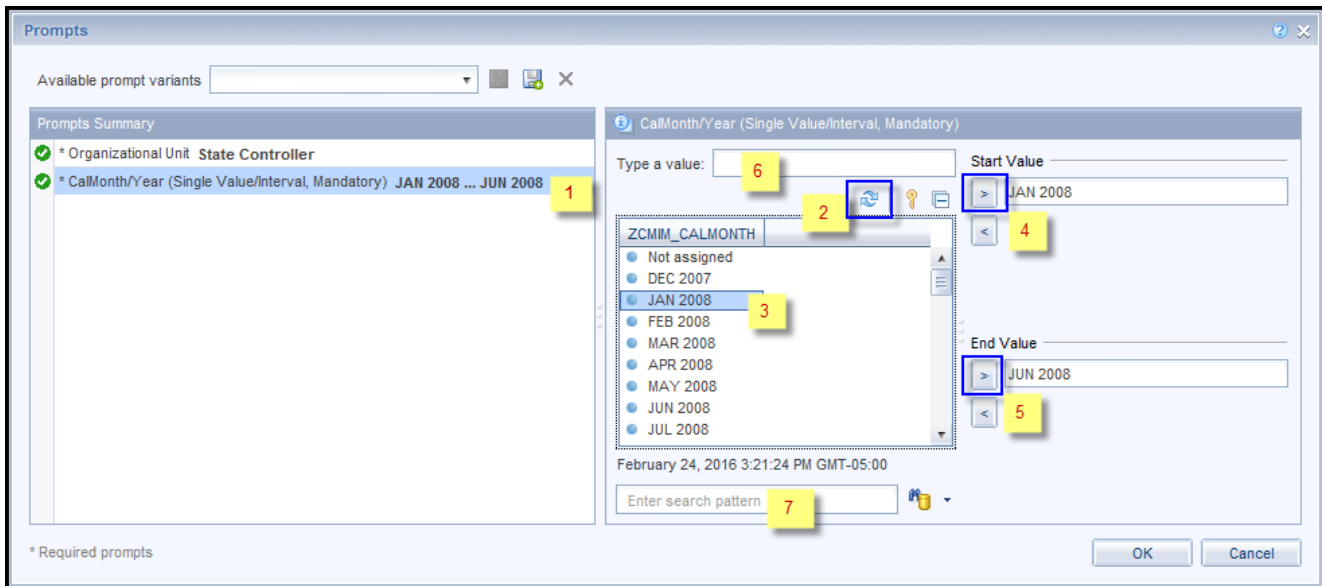 Prompts
Available prompt variants
Prompts Summary
* Organizational Unit State Controller
* CalMonth/Year (Single Value/Interval, Mandatory) JAN 2008 ... JUN 2008
1
CalMonth/Year (Single Value/Interval, Mandatory)
Type a value:
6
2
ZCMIM_CALMONTH
Not assigned
DEC 2007
JAN 2008
3
FEB 2008
MAR 2008
APR 2008
MAY 2008
JUN 2008
JUL 2008
February 24, 2016 3:21:24 PM GMT-05:00
Enter search pattern
7
Start Value
> JAN 2008
<
4
End Value
> JUN 2008
<
5
* Required prompts
OK
Cancel